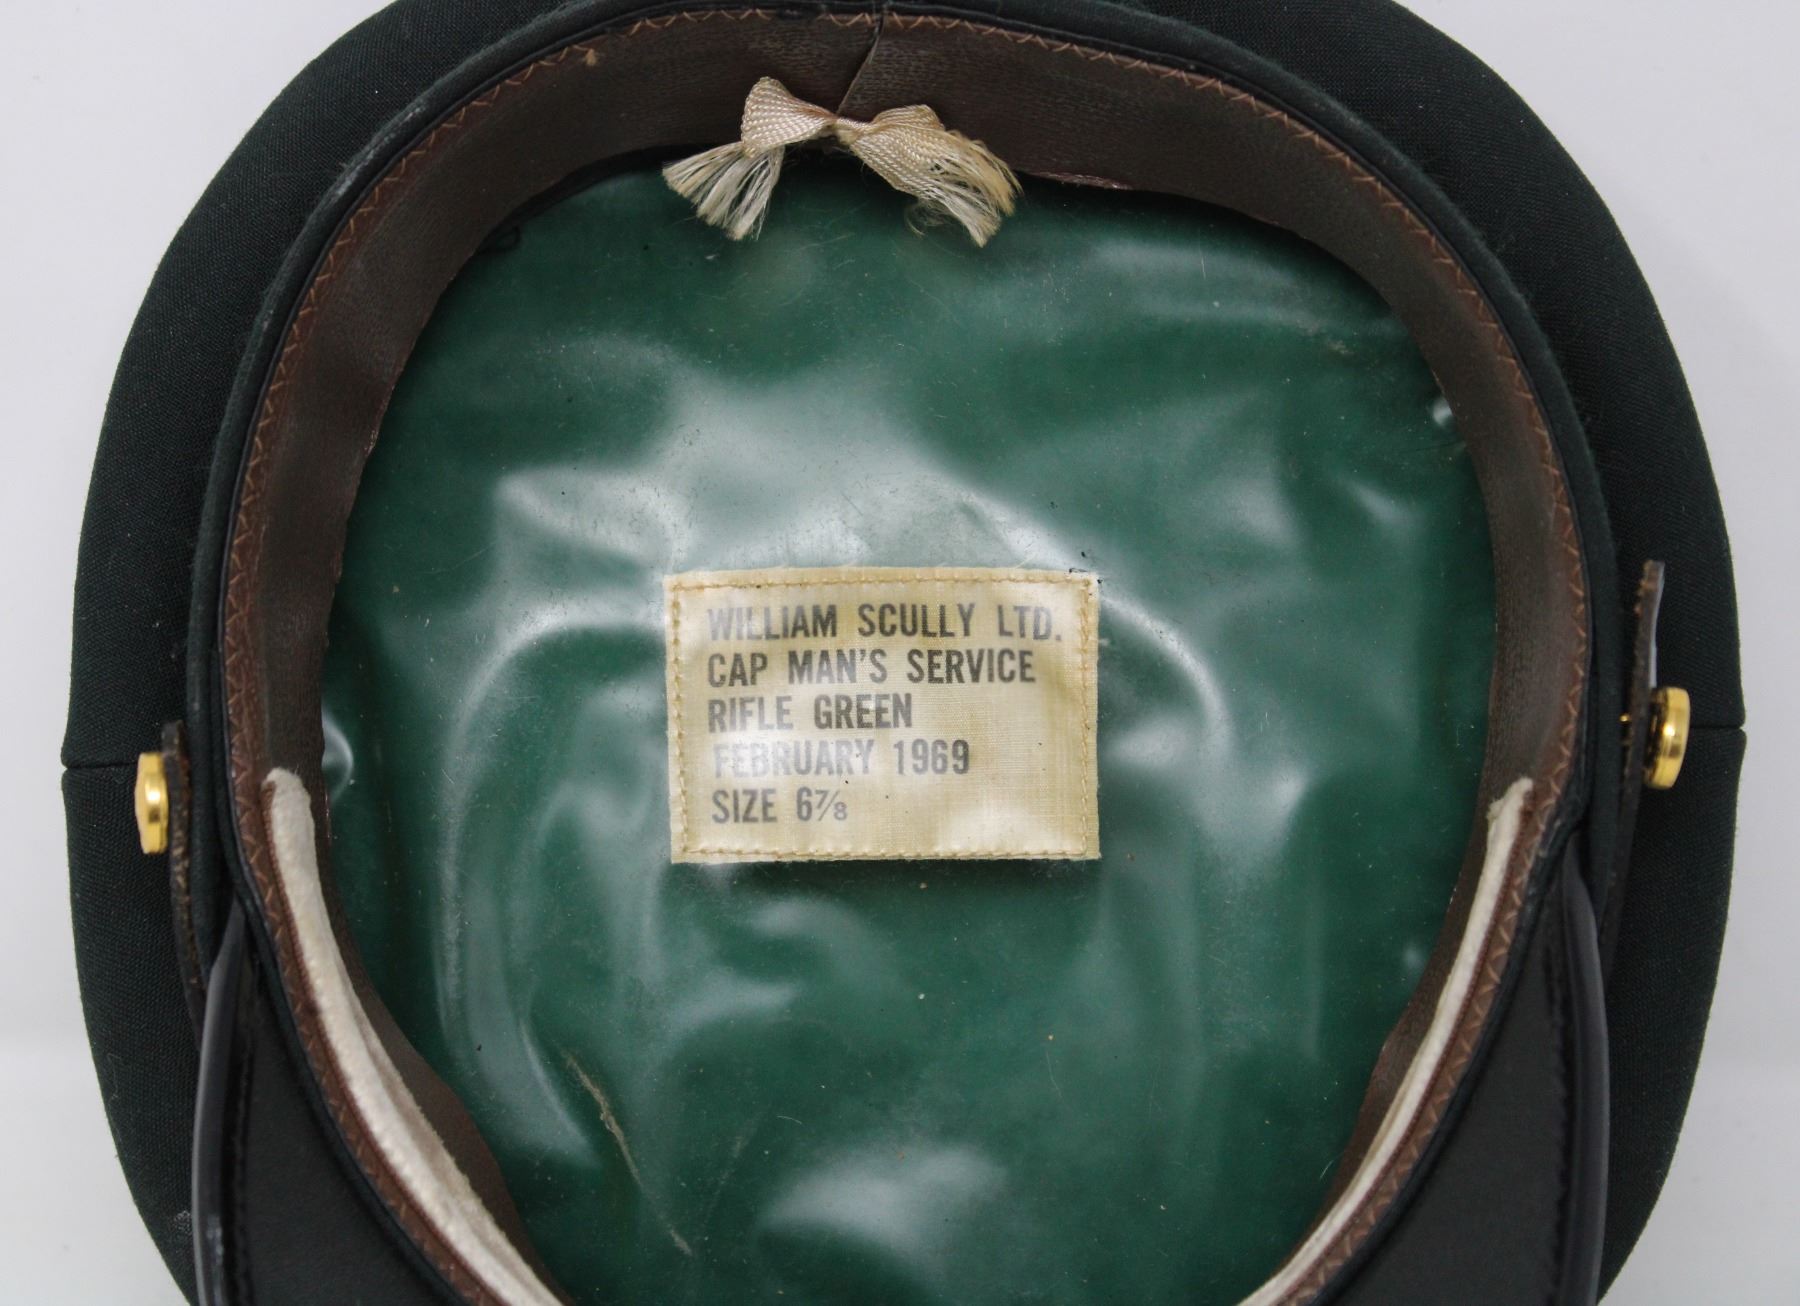 WILLIAM SCULLY LTD.
CAP MAN'S SERVICE
RIFLE GREEN
FEBRUARY 1969
SIZE 6⅞